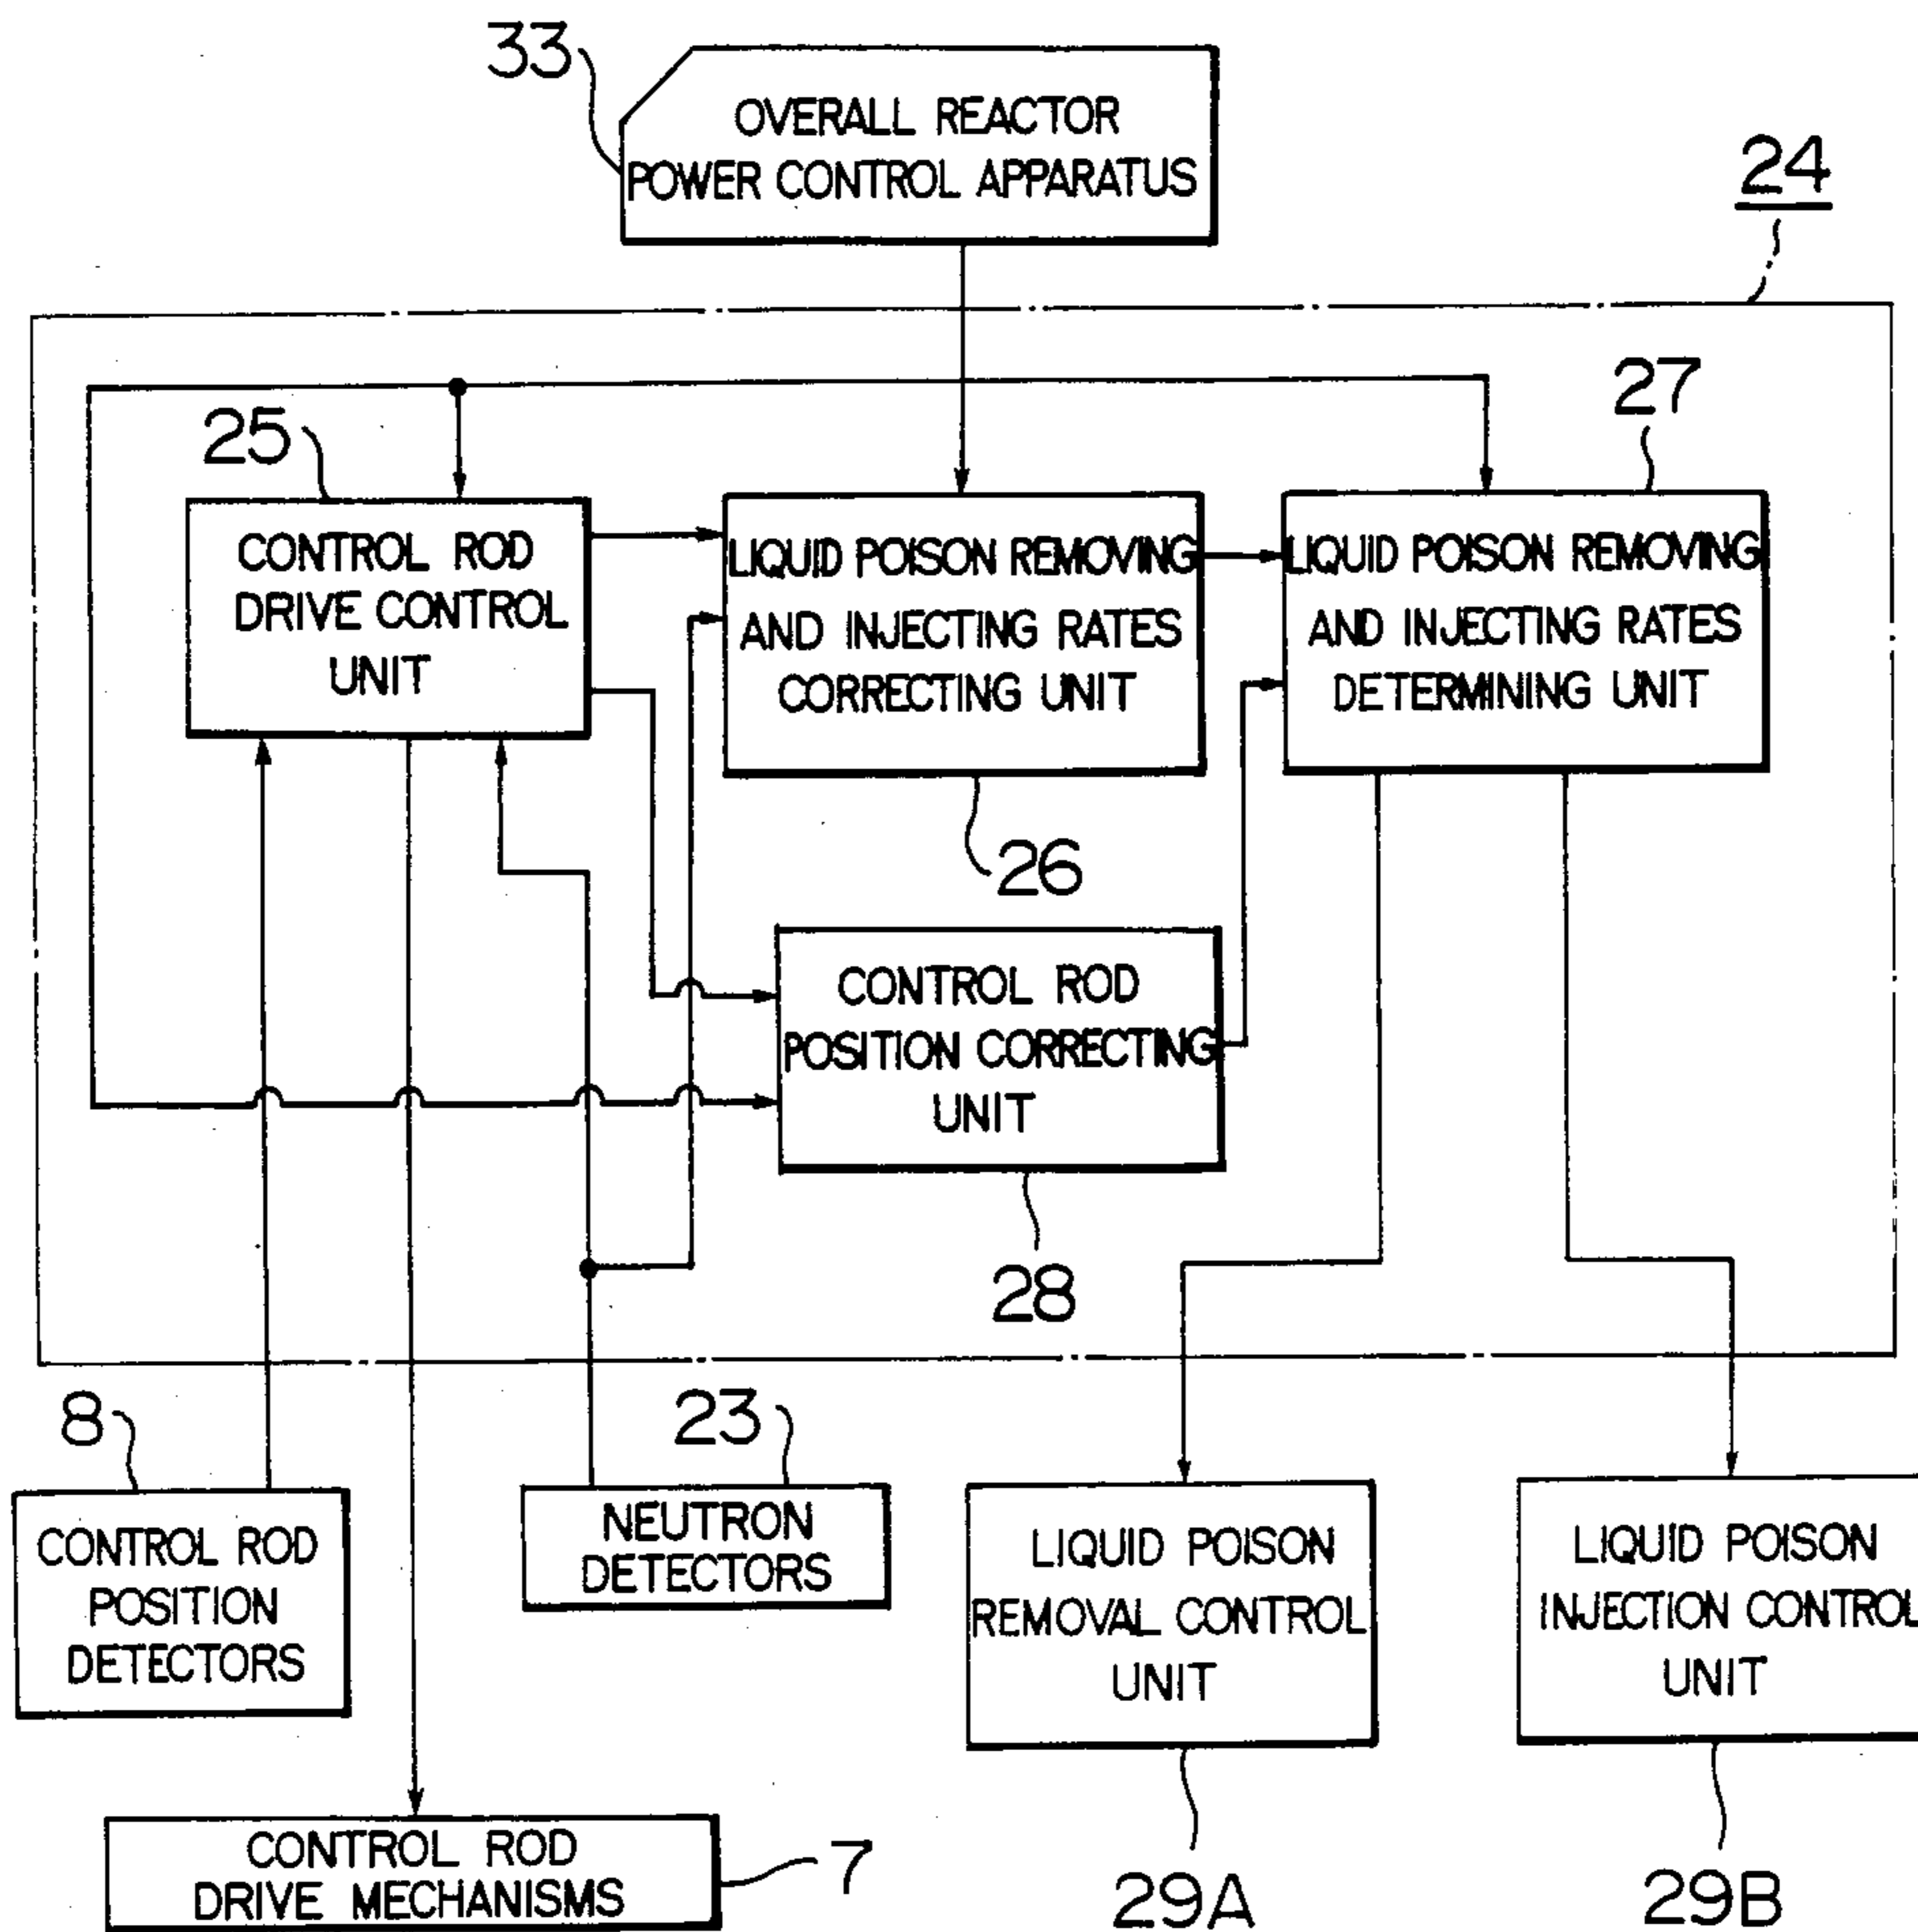 33
OVERALL REACTOR
POWER CONTROL APPARATUS
24
27
25
CONTROL ROD
DRIVE CONTROL
UNIT
LIQUID POISON REMOVING
AND INJECTING RATES
CORRECTING UNIT
LIQUID POISON REMOVING
AND INJECTING RATES
DETERMINING UNIT
26
CONTROL ROD
POSITION CORRECTING
UNIT
28
8
23
CONTROL ROD
POSITION
DETECTORS
NEUTRON
DETECTORS
LIQUID POISON
REMOVAL CONTROL
UNIT
LIQUID POISON
INJECTION CONTROL
UNIT
CONTROL ROD
DRIVE MECHANISMS
7
29A
29B